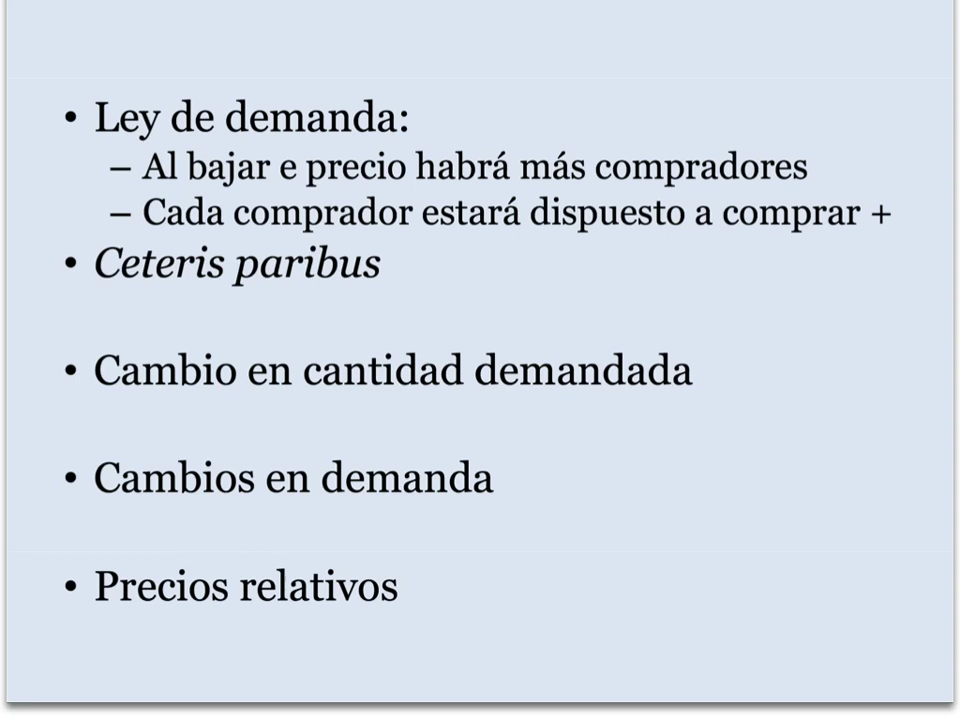 • Ley de demanda:
– Al bajar e precio habrá más compradores
– Cada comprador estará dispuesto a comprar +
• Ceteris paribus
• Cambio en cantidad demandada
• Cambios en demanda
• Precios relativos